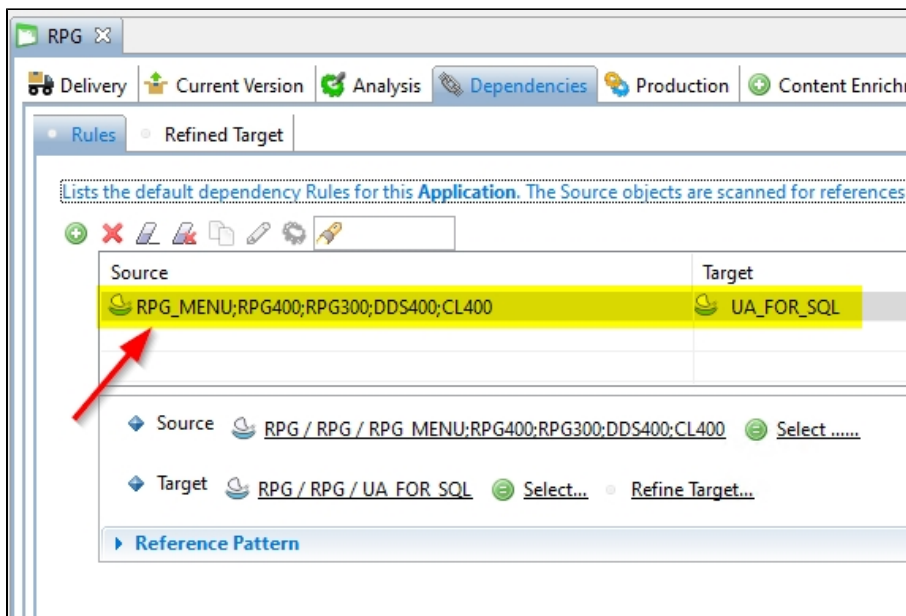 RPG
Delivery Current Version Analysis Dependencies Production Content Enrich
Rules Refined Target
Lists the default dependency Rules for this Application. The Source objects are scanned for references
Source Target
RPG_MENU;RPG400;RPG300;DDS400;CL400 UA_FOR_SQL
Source RPG / RPG / RPG_MENU;RPG400;RPG300;DDS400;CL400 Select ......
Target RPG / RPG / UA_FOR_SQL Select... Refine Target...
Reference Pattern